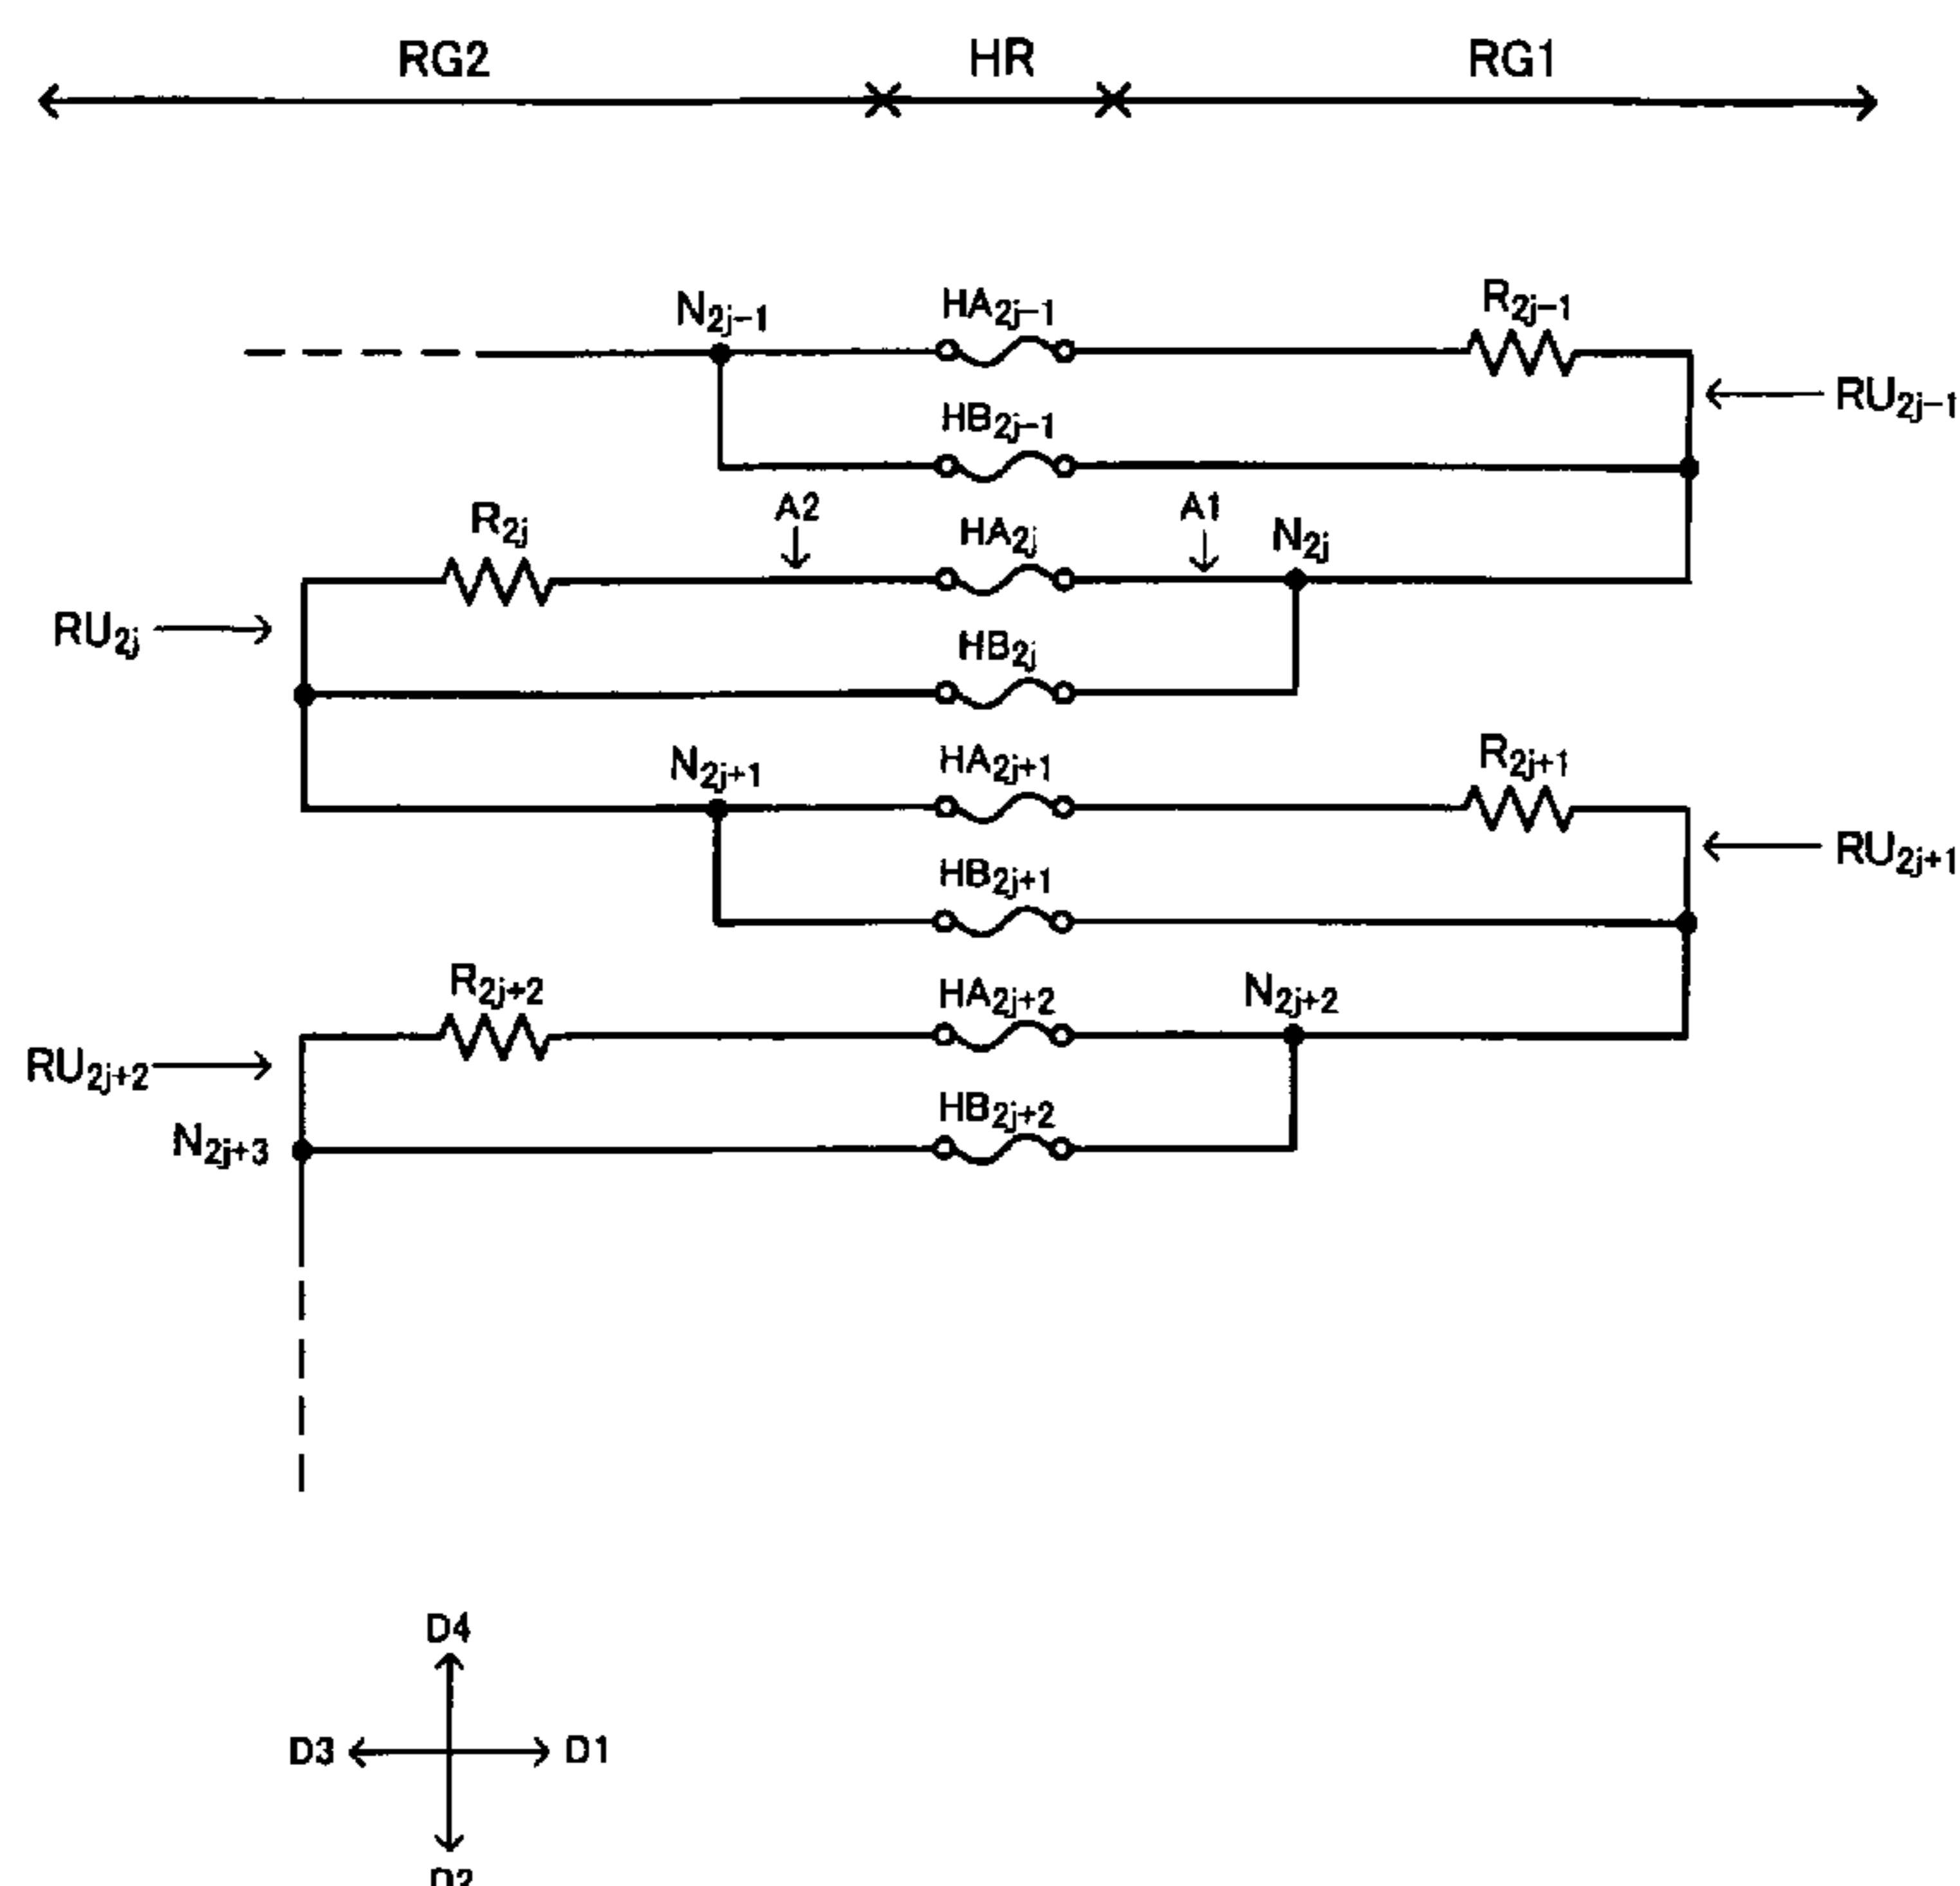 RG2 HR RG1
N2j-1 HA2j-1 R2j-1
RU2j-1
HB2j-1
R2j A2 HA2j A1 N2j
RU2j
HB2j
N2j+1 HA2j+1 R2j+1
RU2j+1
HB2j+1
R2j+2 HA2j+2 N2j+2
RU2j+2
HB2j+2
N2j+3
D4
D3 D1
D2